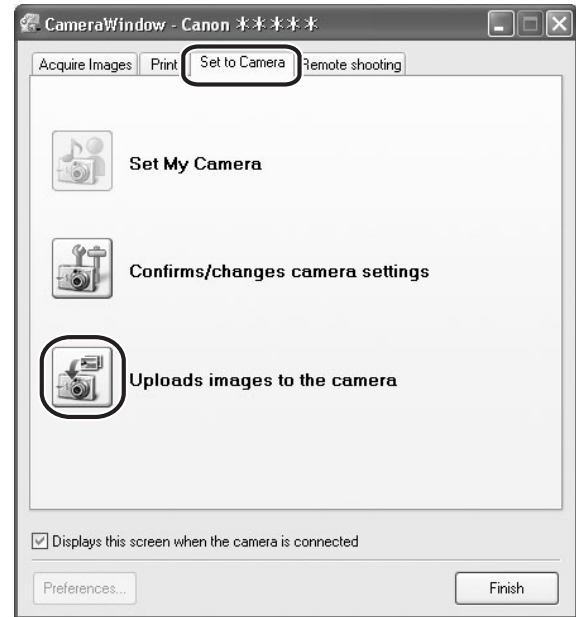 CameraWindow - Canon *****
Acquire Images Print Set to Camera Remote shooting
Set My Camera
Confirms/changes camera settings
Uploads images to the camera
Displays this screen when the camera is connected
Preferences... Finish